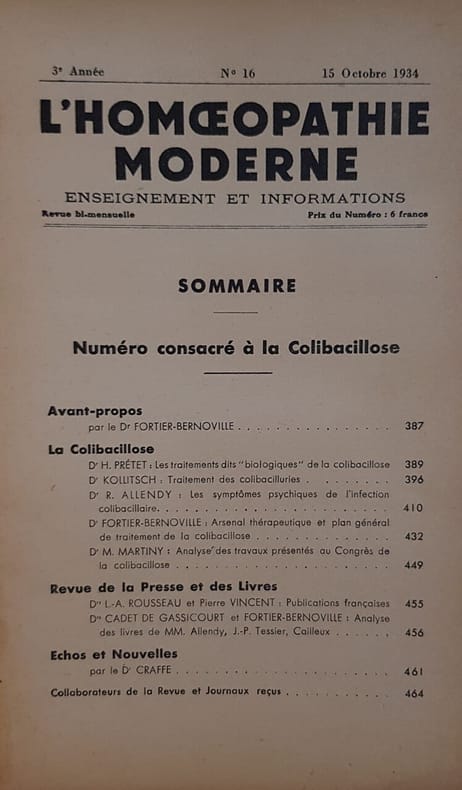 3e Année No 16 15 Octobre 1934
L'HOMŒOPATHIE
MODERNE
ENSEIGNEMENT ET INFORMATIONS
Revue bi-mensuelle Prix du Numéro : 6 francs
SOMMAIRE
Numéro consacré à la Colibacillose
Avant-propos
par le Dr FORTIER-BERNOVILLE . . . . . . . . . . . . . . . 387
La Colibacillose
Dr H. PRÉTET : Les traitements dits "biologiques" de la colibacillose 389
Dr KOLLITSCH : Traitement des colibacilluries . . . . . . . . 396
Dr R. ALLENDY : Les symptômes psychiques de l'infection
colibacillaire. . . . . . . . . . . . . . . . . . . . . . . 410
Dr FORTIER-BERNOVILLE : Arsenal thérapeutique et plan général
de traitement de la colibacillose . . . . . . . . . . . . . 432
Dr M. MARTINY : Analyse des travaux présentés au Congrès de
la colibacillose . . . . . . . . . . . . . . . . . . . . . 449
Revue de la Presse et des Livres
Drs L.-A. ROUSSEAU et Pierre VINCENT : Publications françaises 455
Drs CADET DE GASSICOURT et FORTIER-BERNOVILLE : Analyse
des livres de MM. Allendy, J.-P. Tessier, Cailleux . . . . . . 456
Echos et Nouvelles
par le Dr CRAFFE . . . . . . . . . . . . . . . . . . . . . 461
Collaborateurs de la Revue et Journaux reçus . . . . . . . . . . 464